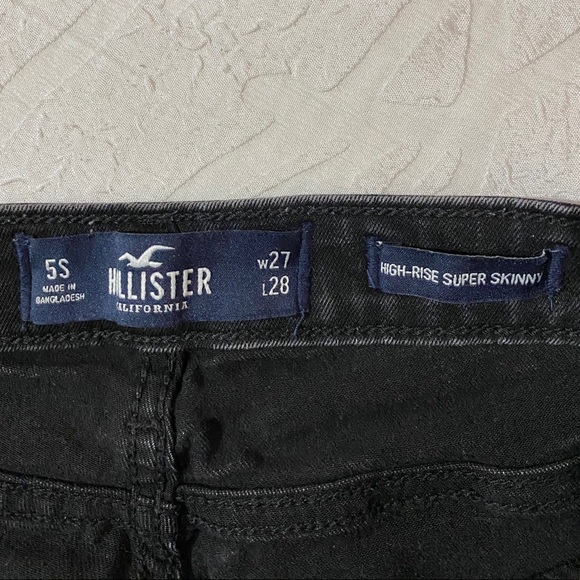 5S
MADE IN
BANGLADESH
HOLLISTER
CALIFORNIA
W27
L28
HIGH-RISE SUPER SKINNY